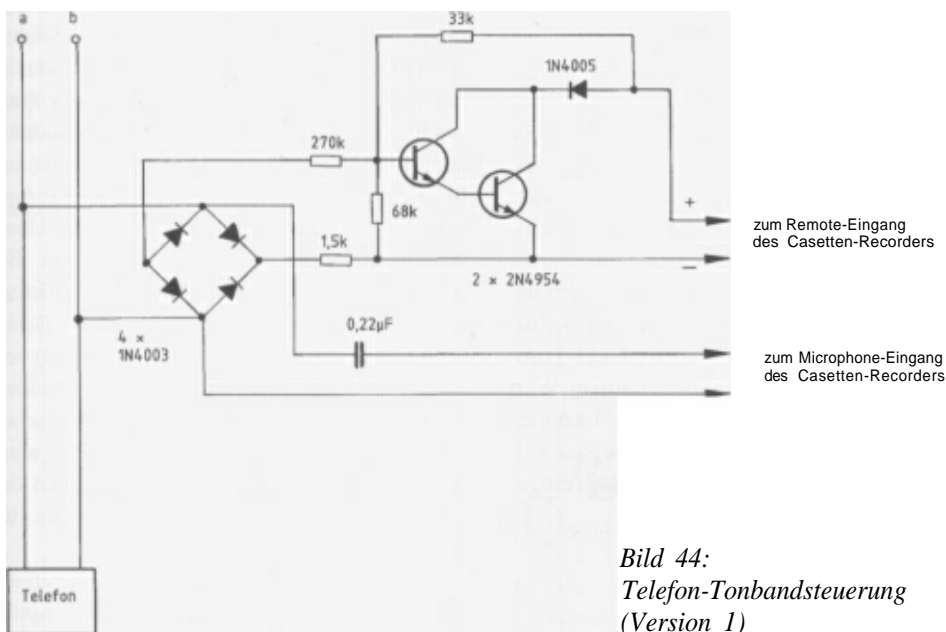 a
b
33k
1N4005
270k
68k
1,5k
+
zum Remote-Eingang
des Casetten-Recorders
−
2 × 2N4954
0,22µF
4 ×
1N4003
zum Microphone-Eingang
des Casetten-Recorders
Telefon
Bild 44:
Telefon-Tonbandsteuerung
(Version 1)